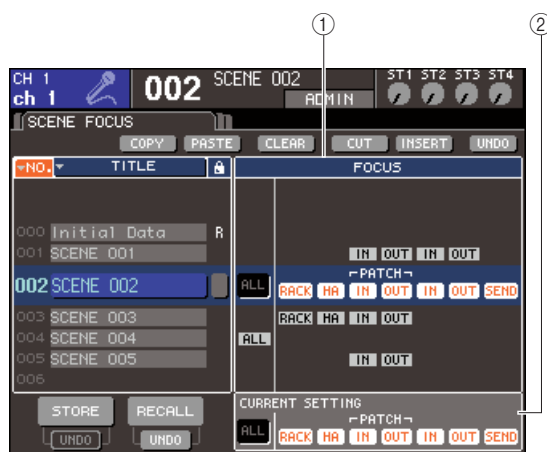 ① ②
CH 1
ch 1
002 SCENE 002
ADMIN
ST1 ST2 ST3 ST4
SCENE FOCUS
COPY PASTE CLEAR CUT INSERT UNDO
NO. TITLE FOCUS
000 Initial Data R
001 SCENE 001 IN OUT IN OUT
PATCH
002 SCENE 002 ALL RACK HA IN OUT IN OUT SEND
003 SCENE 003 RACK HA IN OUT
004 SCENE 004 ALL
005 SCENE 005 IN OUT
006
STORE RECALL
UNDO UNDO
CURRENT SETTING
PATCH
ALL RACK HA IN OUT IN OUT SEND